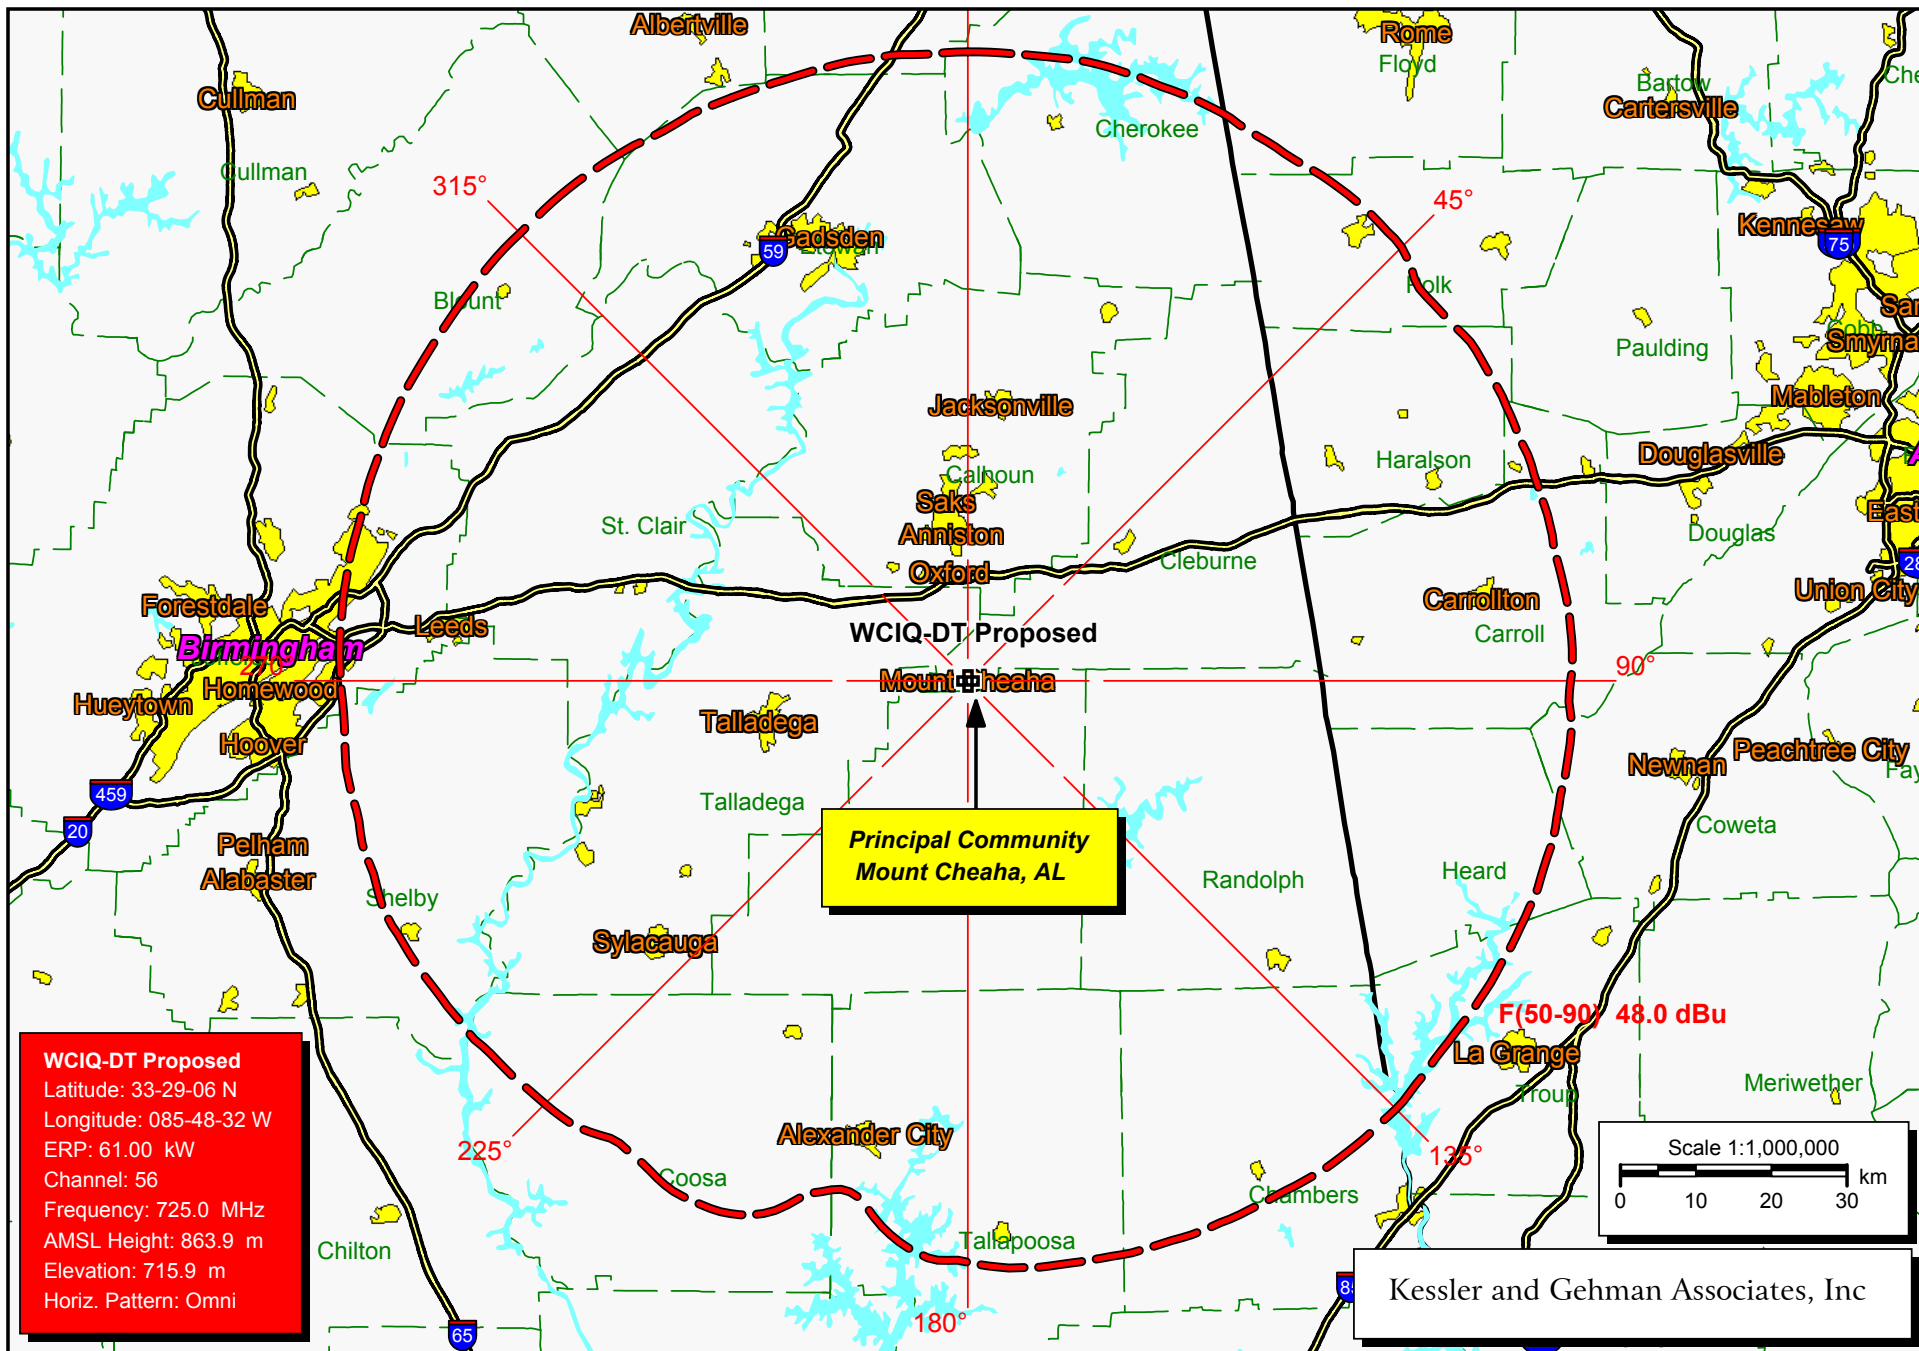 Albertville
Rome
Floyd
Bartow
Cartersville
Cullman
Cherokee
Cullman
315°
45°
Kennesaw
75
Gadsden
Etowah
59
Blount
Polk
Cobb
Smyrna
Paulding
Mableton
Jacksonville
Douglasville
Haralson
Calhoun
Saks
St. Clair
Anniston
Douglas
Cleburne
Oxford
Union City
Forestdale
Carrollton
Leeds
WCIQ-DT Proposed
Carroll
Birmingham
270°
90°
Mount Cheaha
Homewood
Hueytown
Talladega
Hoover
Peachtree City
Newnan
459
Talladega
20
Coweta
Principal Community
Mount Cheaha, AL
Pelham
Alabaster
Randolph
Heard
Shelby
Sylacauga
F(50-90) 48.0 dBu
La Grange
Troup
Meriwether
WCIQ-DT Proposed
Latitude: 33-29-06 N
Longitude: 085-48-32 W
ERP: 61.00 kW
Channel: 56
Frequency: 725.0 MHz
AMSL Height: 863.9 m
Elevation: 715.9 m
Horiz. Pattern: Omni
Alexander City
225°
135°
Coosa
Chambers
Tallapoosa
Chilton
180°
65
Scale 1:1,000,000
km
0 10 20 30
Kessler and Gehman Associates, Inc